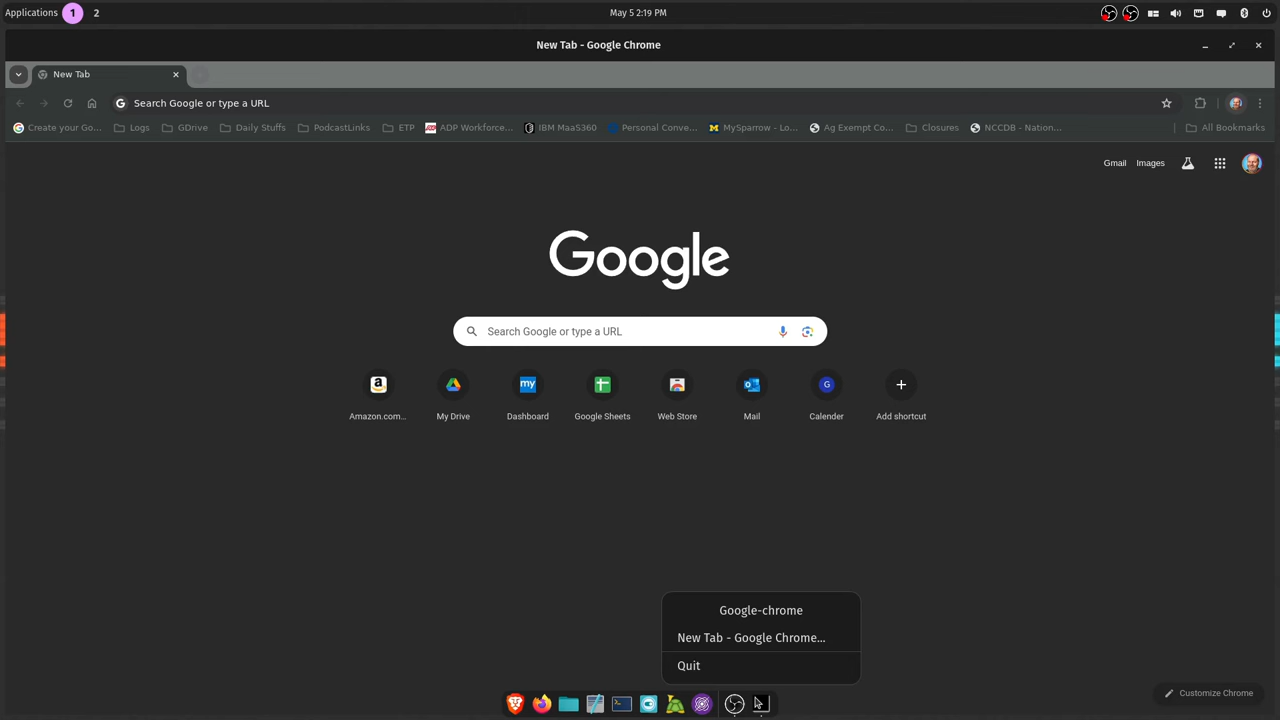 Applications 1 2 May 5 2:19 PM
New Tab - Google Chrome
New Tab
Search Google or type a URL
Create your Go... Logs GDrive Daily Stuffs PodcastLinks ETP ADP Workforce... IBM MaaS360 Personal Conve... MySparrow - Lo... Ag Exempt Co... Closures NCCDB - Nation... All Bookmarks
Gmail Images
Google
Search Google or type a URL
Amazon.com... My Drive Dashboard Google Sheets Web Store Mail Calender Add shortcut
Google-chrome
New Tab - Google Chrome...
Quit
Customize Chrome